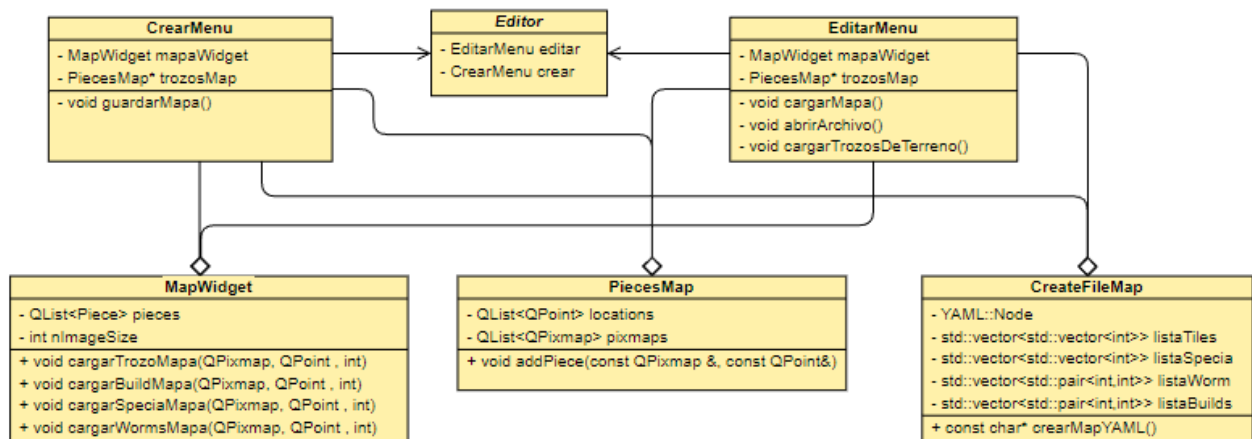 CrearMenu
- MapWidget mapaWidget
- PiecesMap* trozosMap
- void guardarMapa()
Editor
- EditarMenu editar
- CrearMenu crear
EditarMenu
- MapWidget mapaWidget
- PiecesMap* trozosMap
- void cargarMapa()
- void abrirArchivo()
- void cargarTrozosDeTerreno()
MapWidget
- QList<Piece> pieces
- int nImageSize
+ void cargarTrozoMapa(QPixmap, QPoint , int)
+ void cargarBuildMapa(QPixmap, QPoint , int)
+ void cargarSpeciaMapa(QPixmap, QPoint , int)
+ void cargarWormsMapa(QPixmap, QPoint , int)
PiecesMap
- QList<QPoint> locations
- QList<QPixmap> pixmaps
+ void addPiece(const QPixmap &, const QPoint&)
CreateFileMap
- YAML::Node
- std::vector<std::vector<int>> listaTiles
- std::vector<std::vector<int>> listaSpecia
- std::vector<std::pair<int,int>> listaWorm
- std::vector<std::pair<int,int>> listaBuilds
+ const char* crearMapYAML()